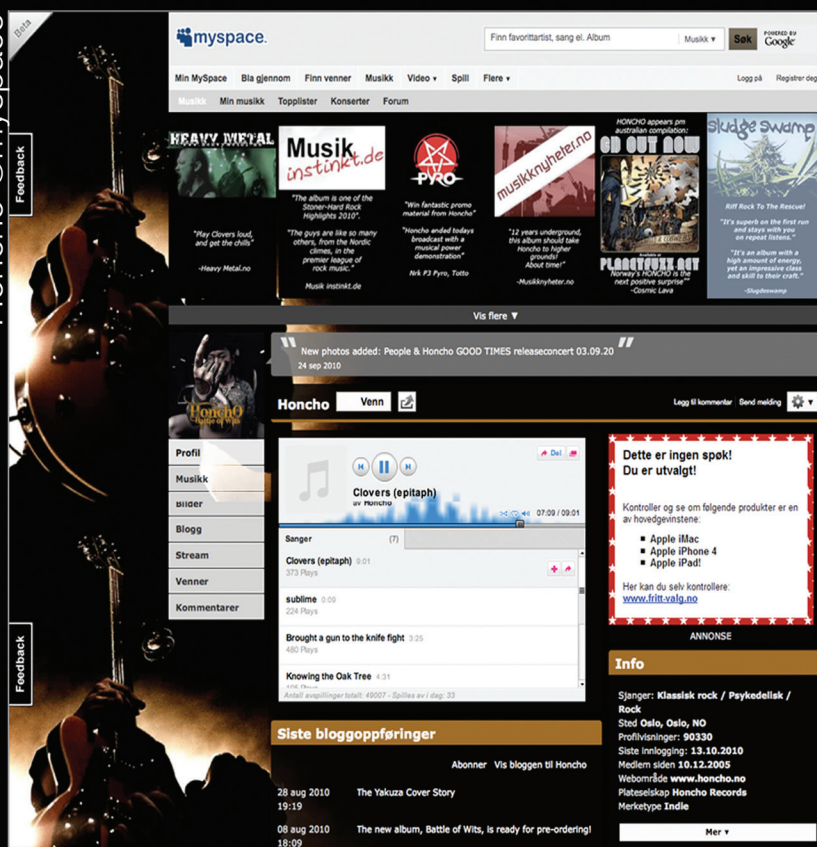 Beta
Honcho @myspace
Feedback
Feedback
myspace.
Finn favorittartist, sang el. Album
Musikk ▾
Søk
POWERED BY
Google
Min MySpace Bla gjennom Finn venner Musikk Video ▾ Spill Flere ▾
Logg på Registrer deg
Musikk Min musikk Topplister Konserter Forum
HEAVY METAL
"Play Clovers loud,
and get the chills"
-Heavy Metal.no
Musik
instinkt.de
"The album is one of the
Stoner-Hard Rock
Highlights 2010".
"The guys are like so many
others, from the Nordic
climes, in the
premier league of
rock music."
Musik instinkt.de
PYRO
"Win fantastic promo
material from Honcho"
"Honcho ended todays
broadcast with a
musical power
demonstration"
Nrk P3 Pyro, Totto
musikknyheter.no
"12 years underground,
this album should take
Honcho to higher
grounds!
About time!"
-Musikknyheter.no
HONCHO appears pm
australian compilation:
CD OUT NOW
Available at
PLANETFUZZ.NET
Norway's HONCHO is the
next positive surprise""
-Cosmic Lava
sludge swamp
Riff Rock To The Rescue!
"It's superb on the first run
and stays with you
on repeat listens."
"It's an album with a
high amount of energy,
yet an impressive class
and skill to their craft."
-Slugdeswamp
Vis flere ▼
" New photos added: People & Honcho GOOD TIMES releaseconcert 03.09.20 "
24 sep 2010
Honcho
Battle of Wits
Honcho Venn
Legg til kommentar Send melding
Profil
Musikk
Bilder
Blogg
Stream
Venner
Kommentarer
Del
Clovers (epitaph)
av Honcho
07:09 / 09:01
Sanger (7)
Clovers (epitaph) 9:01
373 Plays
sublime 0:09
224 Plays
Brought a gun to the knife fight 3:25
480 Plays
Knowing the Oak Tree 4:31
Antall avspillinger totalt: 49007 - Spilles av i dag: 33
Dette er ingen spøk!
Du er utvalgt!
Kontroller og se om følgende produkter er en
av hovedgevinstene:
■ Apple iMac
■ Apple iPhone 4
■ Apple iPad!
Her kan du selv kontrollere:
www.fritt-valg.no
ANNONSE
Siste bloggoppføringer
Abonner Vis bloggen til Honcho
28 aug 2010 The Yakuza Cover Story
19:19
08 aug 2010 The new album, Battle of Wits, is ready for pre-ordering!
18:09
Info
Sjanger: Klassisk rock / Psykedelisk /
Rock
Sted Oslo, Oslo, NO
Profilvisninger: 90330
Siste innlogging: 13.10.2010
Medlem siden 10.12.2005
Webområde www.honcho.no
Plateselskap Honcho Records
Merketype Indie
Mer ▾